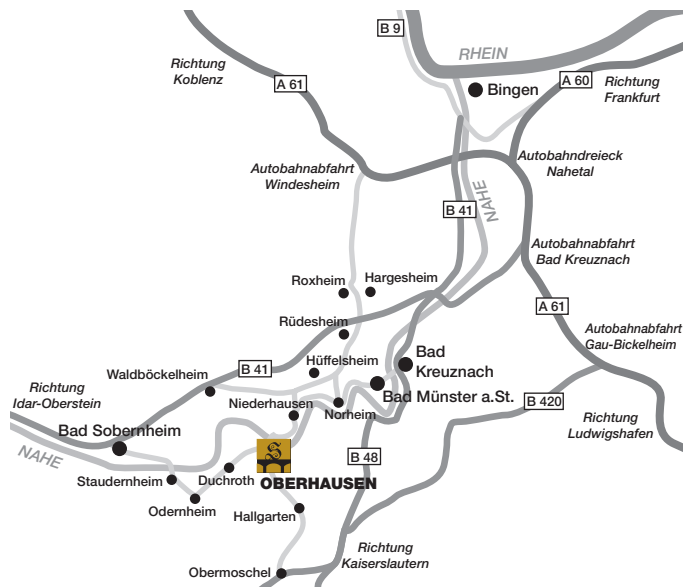 B 9
RHEIN
Richtung
Koblenz
A 61
A 60
Richtung
Frankfurt
Bingen
Autobahnabfahrt
Windesheim
Autobahndreieck
Nahetal
NAHE
B 41
Autobahnabfahrt
Bad Kreuznach
Roxheim
Hargesheim
A 61
Rüdesheim
Autobahnabfahrt
Gau-Bickelheim
Hüffelsheim
Bad
Kreuznach
B 41
Waldböckelheim
Richtung
Idar-Oberstein
Bad Münster a.St.
Niederhausen
Norheim
B 420
Richtung
Ludwigshafen
Bad Sobernheim
NAHE
S
B 48
Staudernheim
Duchroth
OBERHAUSEN
Odernheim
Hallgarten
Richtung
Kaiserslautern
Obermoschel